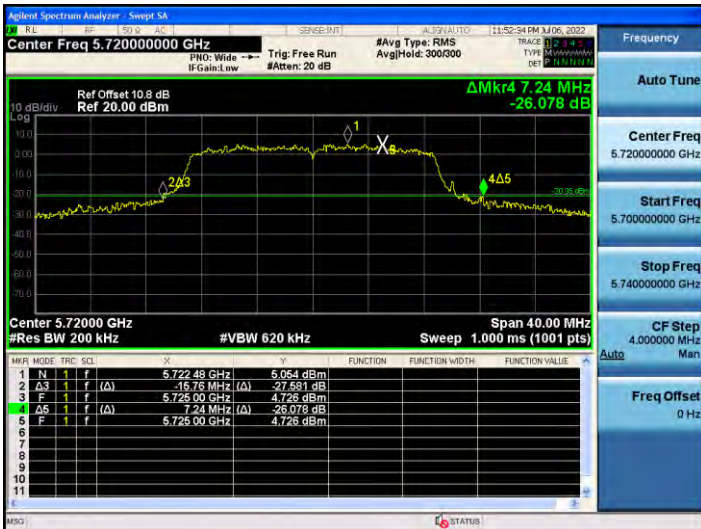 Agilent Spectrum Analyzer - Swept SA
RL RF 50 Ω AC SENSE:INT ALIGNAUTO 11:52:34 PM Jul 06, 2022
Center Freq 5.720000000 GHz
PNO: Wide
IFGain:Low
Trig: Free Run
#Atten: 20 dB
#Avg Type: RMS
Avg|Hold: 300/300
TRACE 1 2 3 4 5
TYPE M
DET P N N N N N
ΔMkr4 7.24 MHz
-26.078 dB
Ref Offset 10.8 dB
10 dB/div Ref 20.00 dBm
Log
10.0
0.00
-10.0
-20.0
-30.0
-40.0
-50.0
-60.0
-70.0
1
2Δ3
4Δ5
-20.35 dBm
Center 5.72000 GHz
Span 40.00 MHz
#Res BW 200 kHz
#VBW 620 kHz
Sweep 1.000 ms (1001 pts)
MKR MODE TRC SCL X Y FUNCTION FUNCTION WIDTH FUNCTION VALUE
1 N 1 f 5.722 48 GHz 5.054 dBm
2 Δ3 1 f (Δ) -15.76 MHz (Δ) -27.581 dB
3 F 1 f 5.725 00 GHz 4.726 dBm
4 Δ5 1 f (Δ) 7.24 MHz (Δ) -26.078 dB
5 F 1 f 5.725 00 GHz 4.726 dBm
6
7
8
9
10
11
MSG
STATUS
Frequency
Auto Tune
Center Freq
5.720000000 GHz
Start Freq
5.700000000 GHz
Stop Freq
5.740000000 GHz
CF Step
4.000000 MHz
Auto Man
Freq Offset
0 Hz